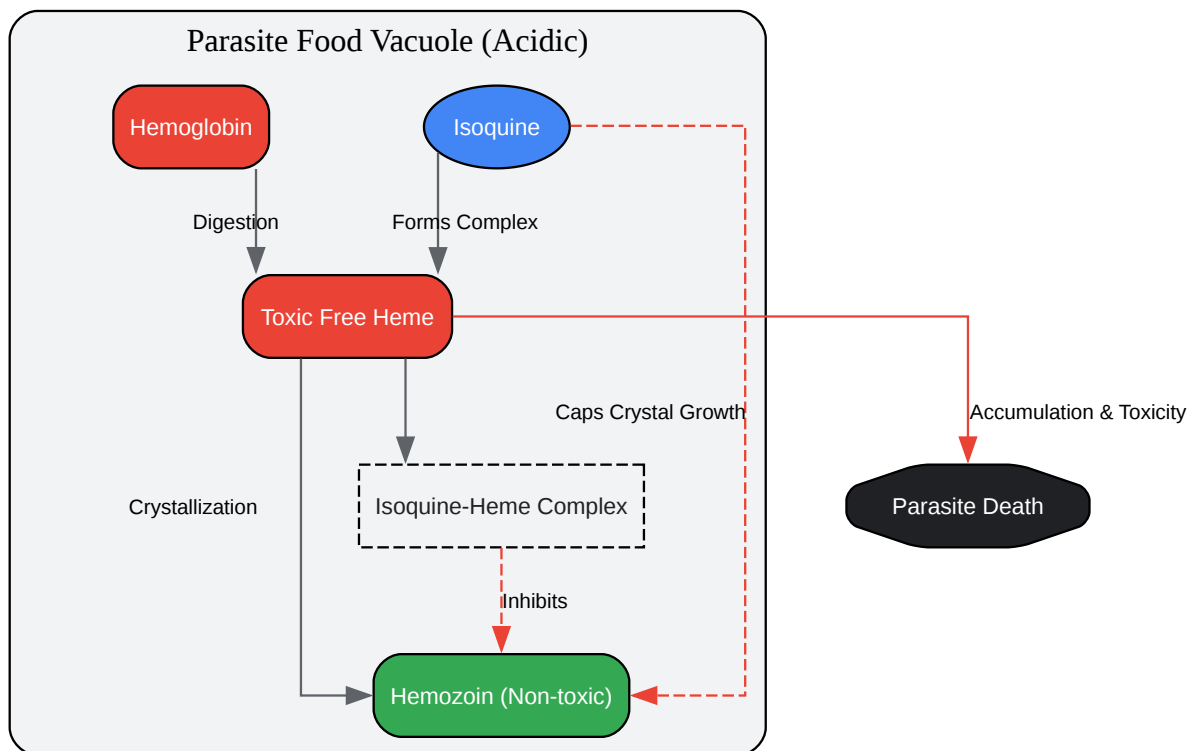 Parasite Food Vacuole (Acidic)
Hemoglobin
Isoquine
Digestion
Forms Complex
Toxic Free Heme
Caps Crystal Growth
Accumulation & Toxicity
Crystallization
Isoquine-Heme Complex
Parasite Death
Inhibits
Hemozoin (Non-toxic)